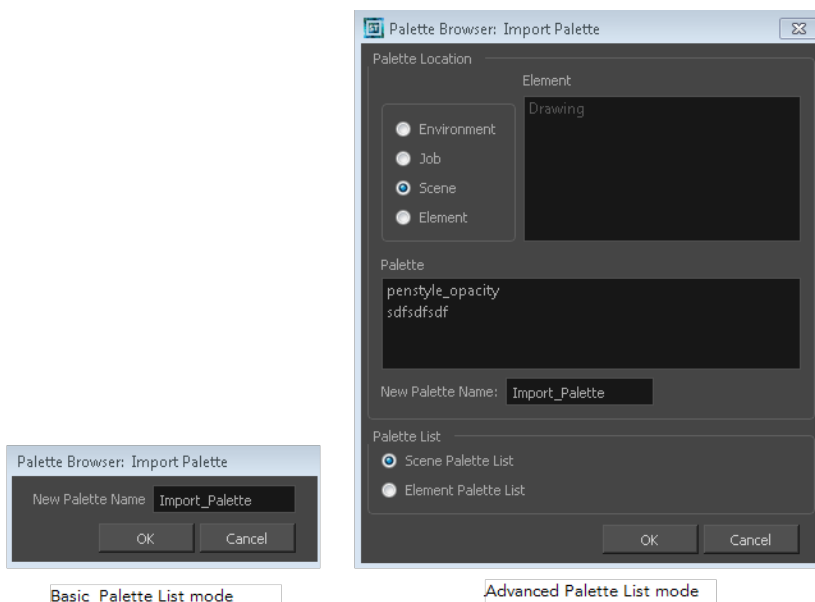 Palette Browser: Import Palette
Palette Location
Element
Drawing
Environment
Job
Scene
Element
Palette
penstyle_opacity
sdfsdfsdf
New Palette Name: Import_Palette
Palette List
Scene Palette List
Element Palette List
OK Cancel
Advanced Palette List mode
Palette Browser: Import Palette
New Palette Name Import_Palette
OK Cancel
Basic Palette List mode